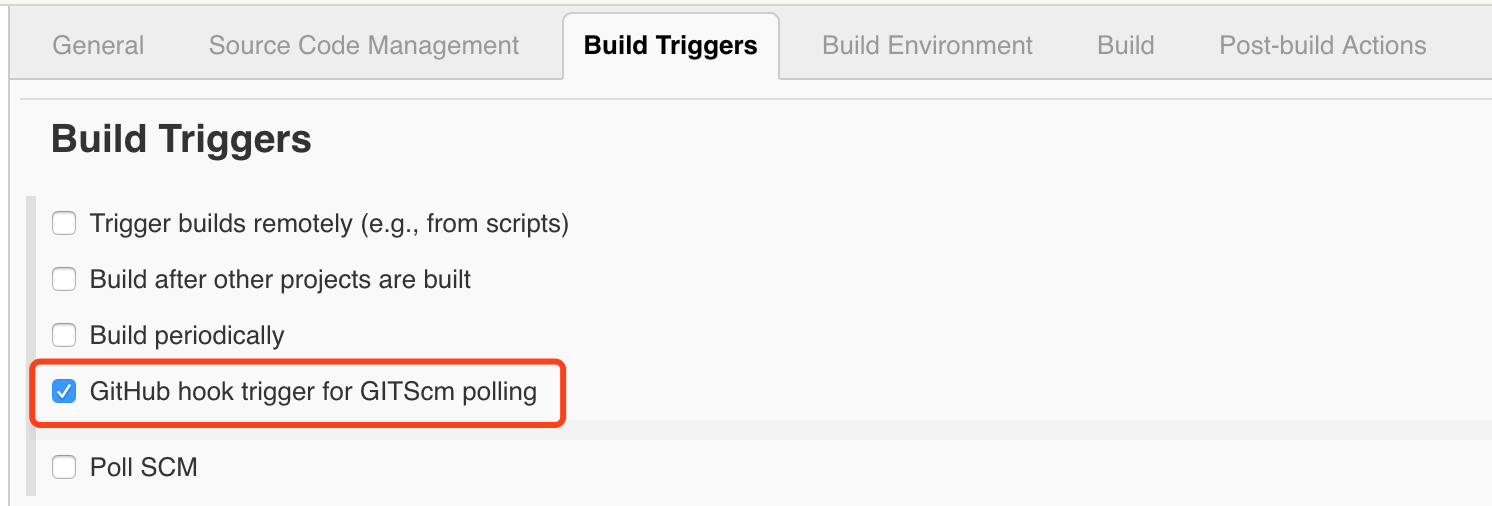 General Source Code Management Build Triggers Build Environment Build Post-build Actions
Build Triggers
Trigger builds remotely (e.g., from scripts)
Build after other projects are built
Build periodically
GitHub hook trigger for GITScm polling
Poll SCM